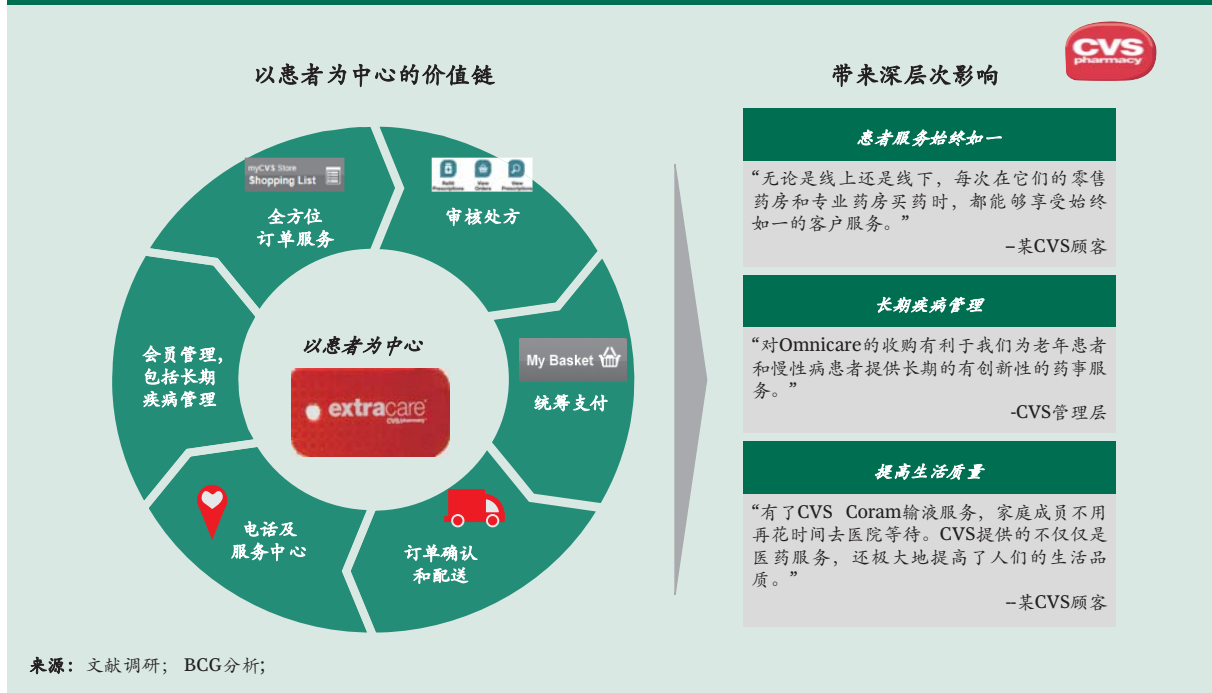 以患者为中心的价值链
带来深层次影响
CVS
pharmacy
myCVS Store
Shopping List
全方位
订单服务
Refill
Prescriptions
View
Orders
View
Prescriptions
审核处方
My Basket
统筹支付
订单确认
和配送
电话及
服务中心
会员管理，
包括长期
疾病管理
以患者为中心
extracare
CVS/pharmacy
患者服务始终如一
“无论是线上还是线下，每次在它们的零售
药房和专业药房买药时，都能够享受始终
如一的客户服务。”
–某CVS顾客
长期疾病管理
“对Omnicare的收购有利于我们为老年患者
和慢性病患者提供长期的有创新性的药事服
务。”
-CVS管理层
提高生活质量
“有了CVS Coram输液服务，家庭成员不用
再花时间去医院等待。CVS提供的不仅仅是
医药服务，还极大地提高了人们的生活品
质。”
--某CVS顾客
来源：文献调研； BCG分析;